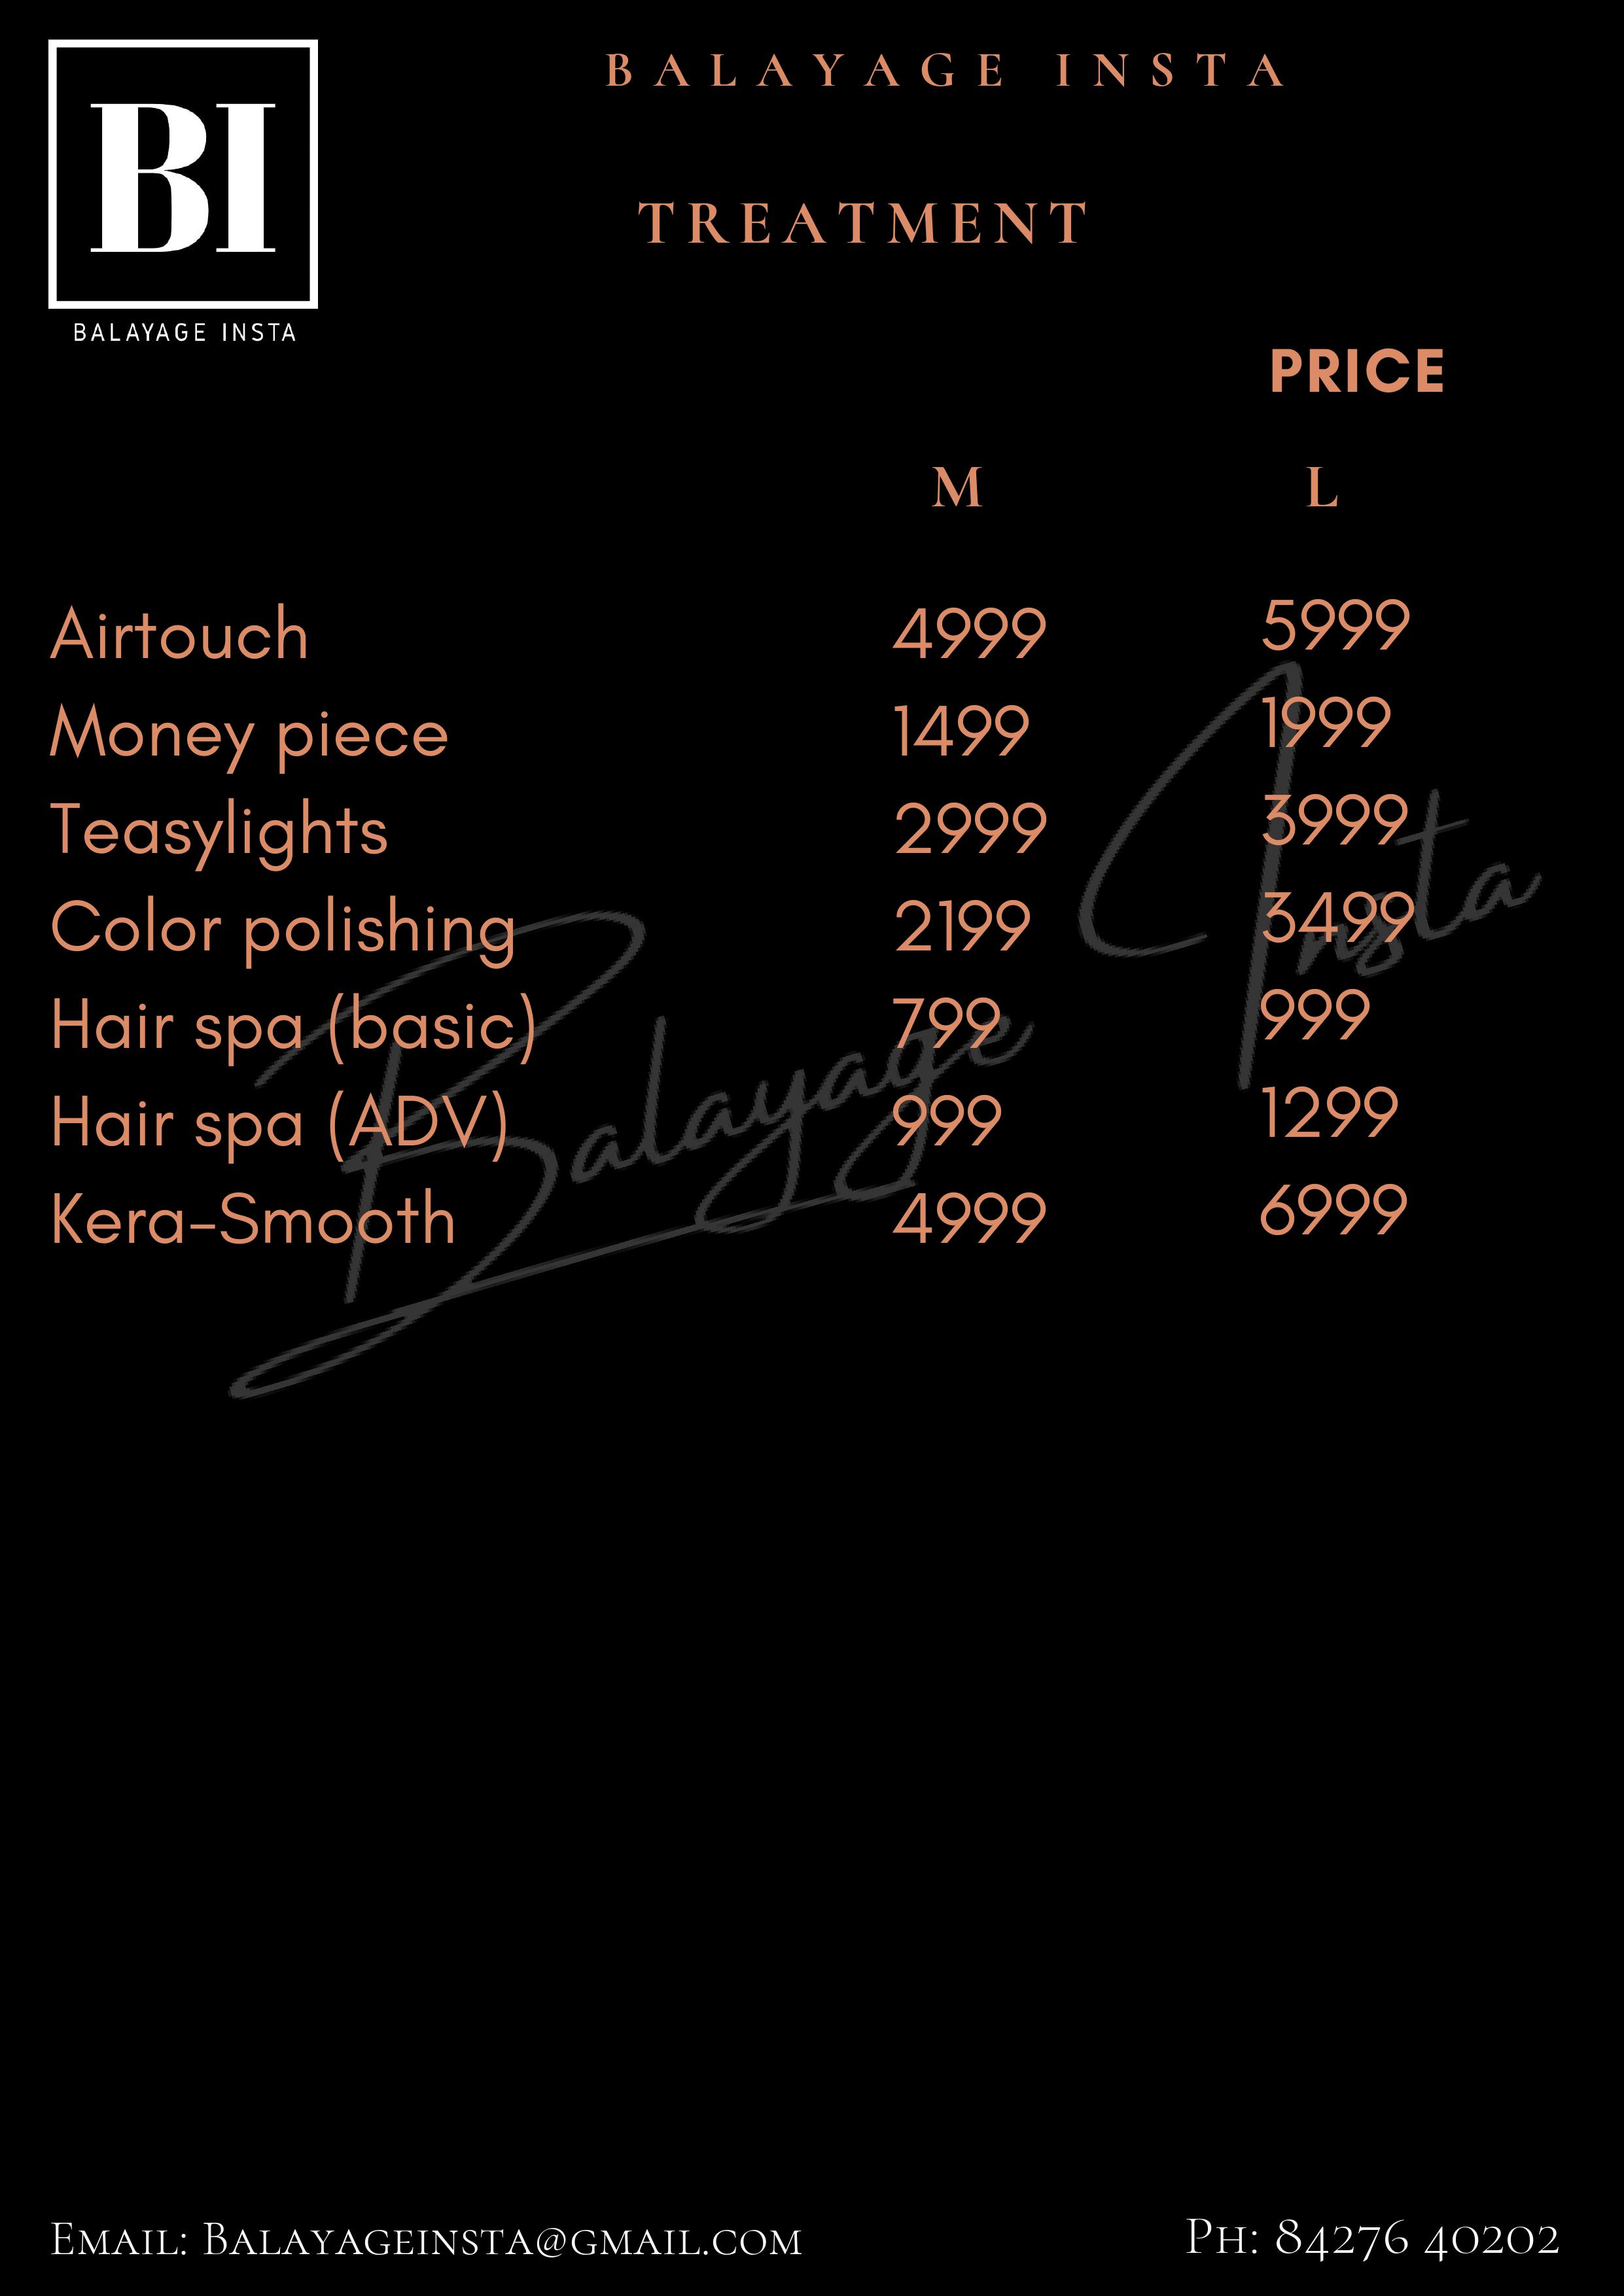 BI
BALAYAGE INSTA
BALAYAGE INSTA
TREATMENT
PRICE
M L
Airtouch 4999 5999
Money piece 1499 1999
Teasylights 2999 3999
Color polishing 2199 3499
Hair spa (basic) 799 999
Hair spa (ADV) 999 1299
Kera-Smooth 4999 6999
Balayage Insta
Email: Balayageinsta@gmail.com Ph: 84276 40202